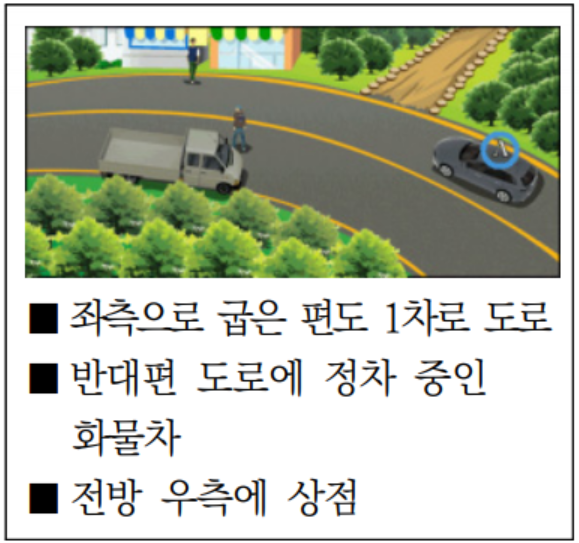 ■ 좌측으로 굽은 편도 1차로 도로
■ 반대편 도로에 정차 중인
화물차
■ 전방 우측에 상점